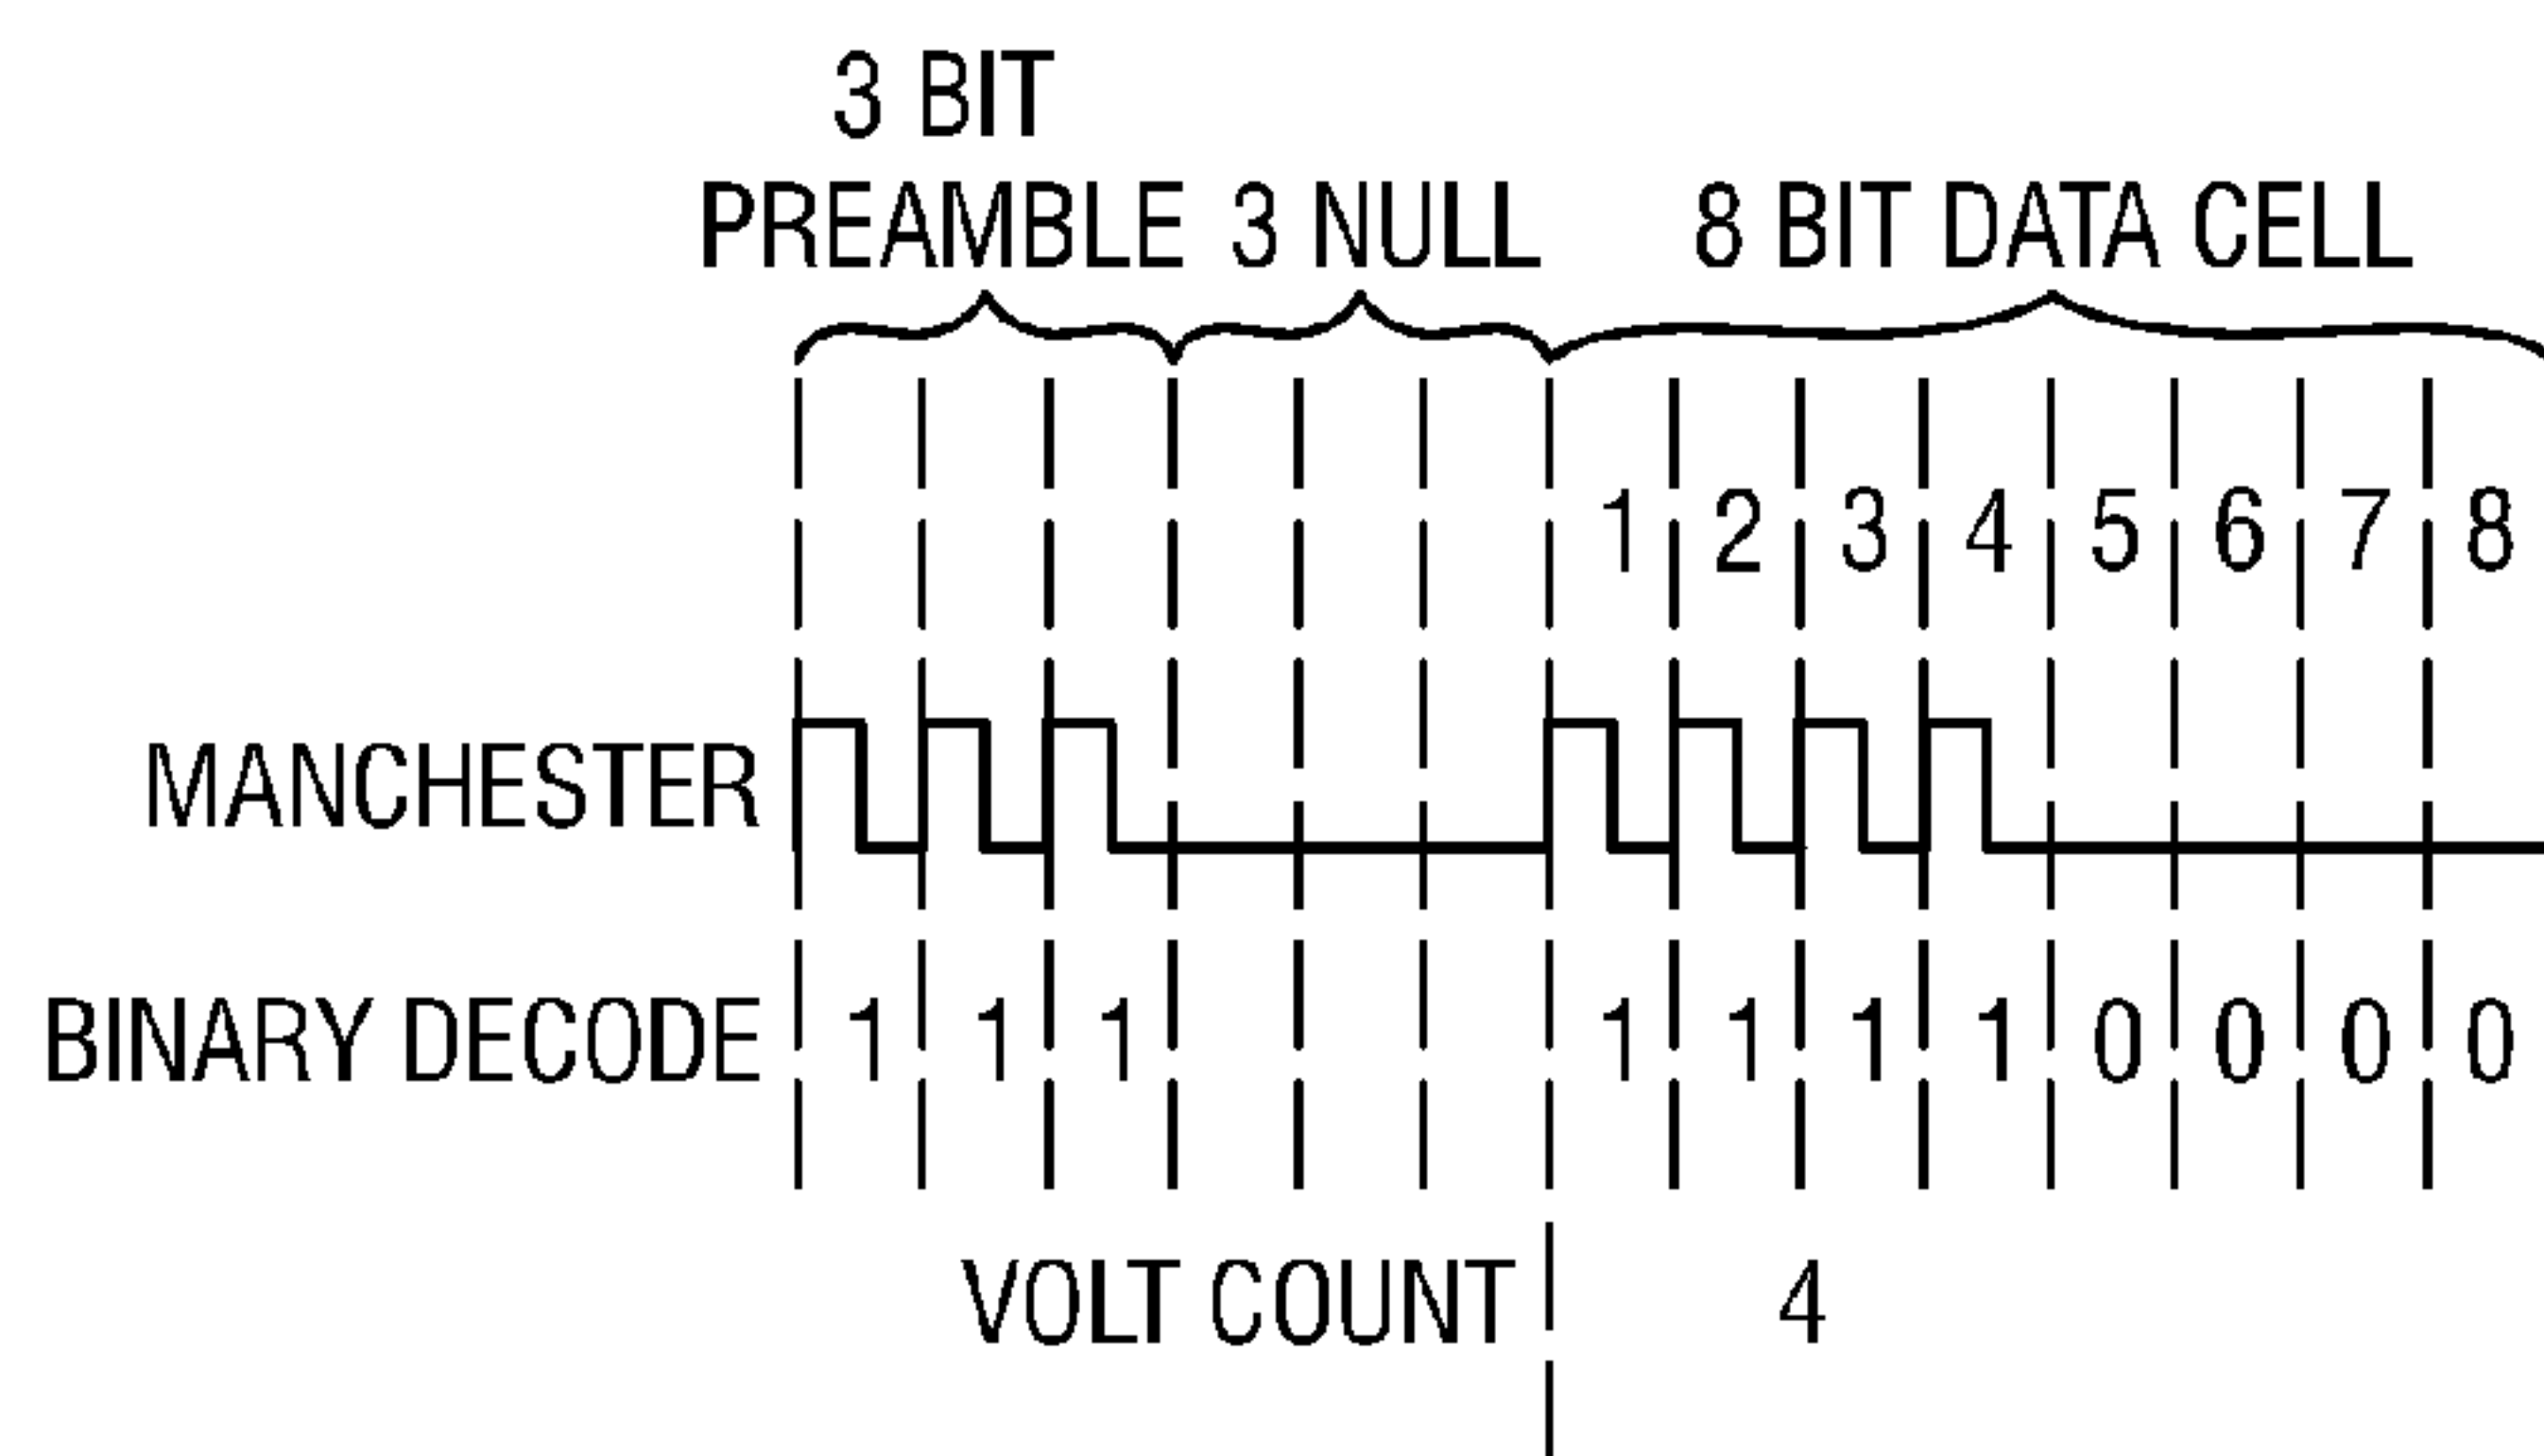 3 BIT
PREAMBLE 3 NULL 8 BIT DATA CELL
1 2 3 4 5 6 7 8
MANCHESTER
BINARY DECODE 1 1 1 1 1 1 1 0 0 0 0
VOLT COUNT 4